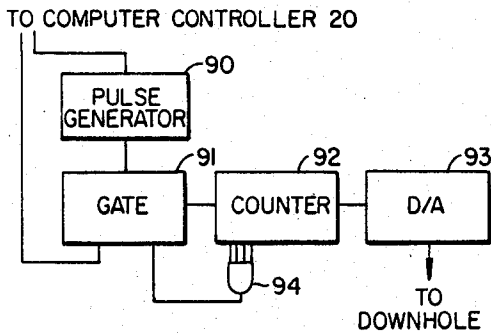 TO COMPUTER CONTROLLER 20
90
PULSE
GENERATOR
91
GATE
92
COUNTER
93
D/A
94
TO
DOWNHOLE